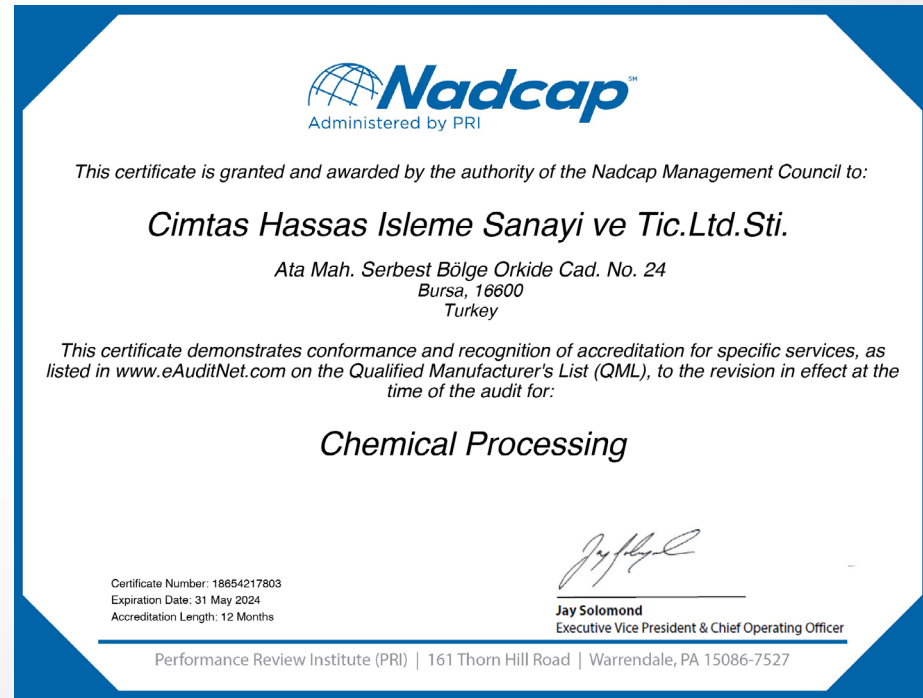 Nadcap℠
Administered by PRI
This certificate is granted and awarded by the authority of the Nadcap Management Council to:
Cimtas Hassas Isleme Sanayi ve Tic.Ltd.Sti.
Ata Mah. Serbest Bölge Orkide Cad. No. 24
Bursa, 16600
Turkey
This certificate demonstrates conformance and recognition of accreditation for specific services, as
listed in www.eAuditNet.com on the Qualified Manufacturer's List (QML), to the revision in effect at the
time of the audit for:
Chemical Processing
Certificate Number: 18654217803
Expiration Date: 31 May 2024
Accreditation Length: 12 Months
Jay Solomond
Executive Vice President & Chief Operating Officer
Performance Review Institute (PRI) | 161 Thorn Hill Road | Warrendale, PA 15086-7527